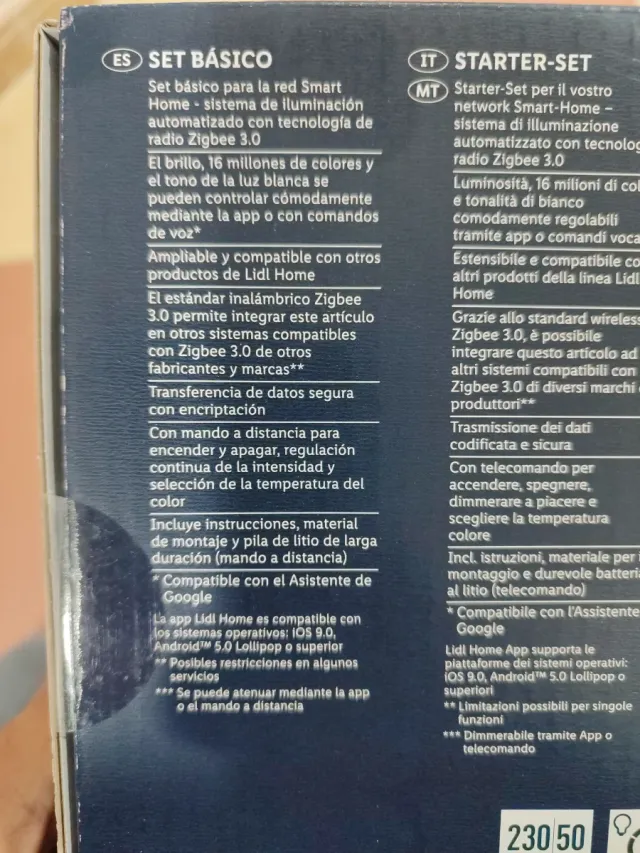 ES SET BÁSICO
Set básico para la red Smart
Home - sistema de iluminación
automatizado con tecnología de
radio Zigbee 3.0
El brillo, 16 millones de colores y
el tono de la luz blanca se
pueden controlar cómodamente
mediante la app o con comandos
de voz*
Ampliable y compatible con otros
productos de Lidl Home
El estándar inalámbrico Zigbee
3.0 permite integrar este artículo
en otros sistemas compatibles
con Zigbee 3.0 de otros
fabricantes y marcas**
Transferencia de datos segura
con encriptación
Con mando a distancia para
encender y apagar, regulación
continua de la intensidad y
selección de la temperatura del
color
Incluye instrucciones, material
de montaje y pila de litio de larga
duración (mando a distancia)
* Compatible con el Asistente de
Google
La app Lidl Home es compatible con
los sistemas operativos: IOS 9.0,
Android™ 5.0 Lollipop o superior
** Posibles restricciones en algunos
servicios
*** Se puede atenuar mediante la app
o el mando a distancia
IT STARTER-SET
MT Starter-Set per il vostro
network Smart-Home –
sistema di illuminazione
automatizzato con tecnolog
radio Zigbee 3.0
Luminosità, 16 milioni di col
e tonalità di bianco
comodamente regolabili
tramite app o comandi voca
Estensibile e compatibile co
altri prodotti della linea Lidl
Home
Grazie allo standard wireless
Zigbee 3.0, è possibile
integrare questo articolo ad
altri sistemi compatibili con
Zigbee 3.0 di diversi marchi
produttori**
Trasmissione dei dati
codificata e sicura
Con telecomando per
accendere, spegnere,
dimmerare a piacere e
scegliere la temperatura
colore
Incl. istruzioni, materiale per
montaggio e durevole batteri
al litio (telecomando)
* Compatibile con l'Assistente
Google
Lidl Home App supporta le
piattaforme dei sistemi operativi:
iOS 9.0, Android™ 5.0 Lollipop o
superiori
** Limitazioni possibili per singole
funzioni
*** Dimmerabile tramite App o
telecomando
230 50